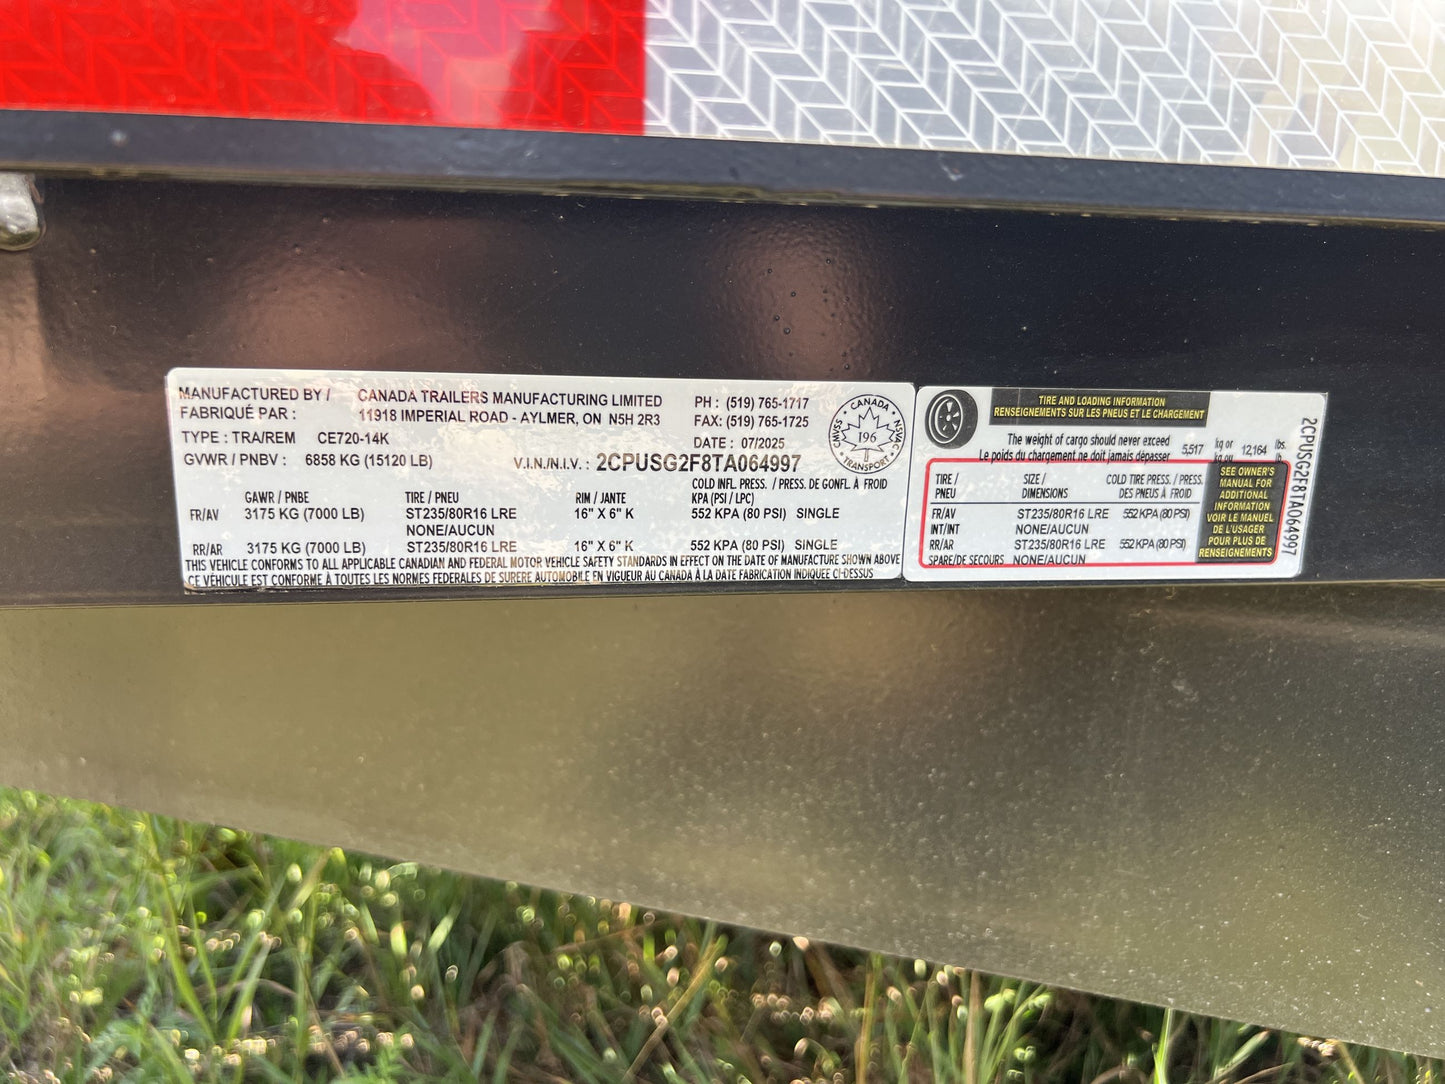 MANUFACTURED BY / CANADA TRAILERS MANUFACTURING LIMITED PH : (519) 765-1717
FABRIQUÉ PAR : 11918 IMPERIAL ROAD - AYLMER, ON N5H 2R3 FAX: (519) 765-1725
TYPE : TRA/REM CE720-14K DATE : 07/2025
GVWR / PNBV : 6858 KG (15120 LB) V.I.N./N.I.V. : 2CPUSG2F8TA064997
COLD INFL. PRESS. / PRESS. DE GONFL. À FROID
GAWR / PNBE TIRE / PNEU RIM / JANTE KPA (PSI / LPC)
FR/AV 3175 KG (7000 LB) ST235/80R16 LRE 16" X 6" K 552 KPA (80 PSI) SINGLE
NONE/AUCUN
RR/AR 3175 KG (7000 LB) ST235/80R16 LRE 16" X 6" K 552 KPA (80 PSI) SINGLE
THIS VEHICLE CONFORMS TO ALL APPLICABLE CANADIAN AND FEDERAL MOTOR VEHICLE SAFETY STANDARDS IN EFFECT ON THE DATE OF MANUFACTURE SHOWN ABOVE
CE VÉHICULE EST CONFORME À TOUTES LES NORMES FEDERALES DE SURERE AUTOMOBILE EN VIGUEUR AU CANADA À LA DATE FABRICATION INDIQUEE CI-DESSUS
CANADA
CMVSS 196 NSVAC
TRANSPORT
TIRE AND LOADING INFORMATION
RENSEIGNEMENTS SUR LES PNEUS ET LE CHARGEMENT
The weight of cargo should never exceed 5,517 kg or 12,164 lbs.
Le poids du chargement ne doit jamais dépasser kg ou lb.
TIRE / SIZE / COLD TIRE PRESS. / PRESS.
PNEU DIMENSIONS DES PNEUS À FROID
FR/AV ST235/80R16 LRE 552 KPA (80 PSI)
INT/INT NONE/AUCUN
RR/AR ST235/80R16 LRE 552 KPA (80 PSI)
SPARE/DE SECOURS NONE/AUCUN
SEE OWNER'S
MANUAL FOR
ADDITIONAL
INFORMATION
VOIR LE MANUEL
DE L'USAGER
POUR PLUS DE
RENSEIGNEMENTS
2CPUSG2F8TA064997